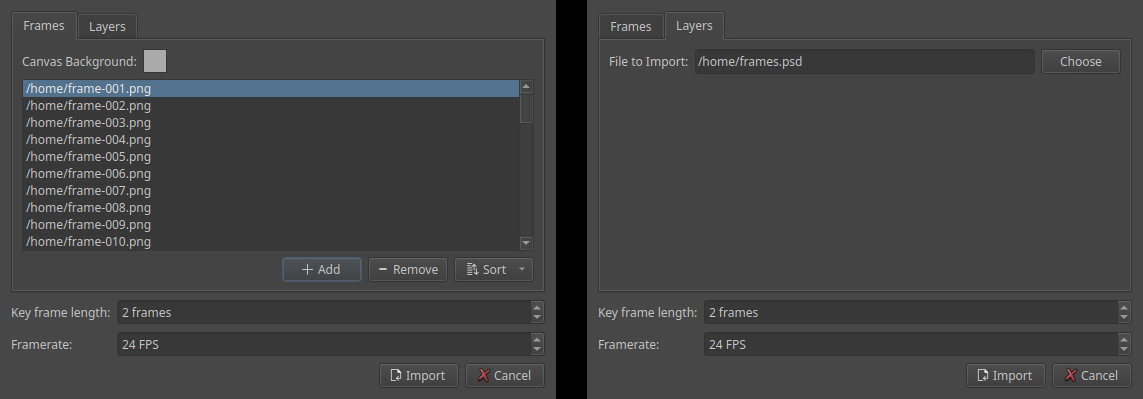 Frames
Layers
Canvas Background:
/home/frame-001.png
/home/frame-002.png
/home/frame-003.png
/home/frame-004.png
/home/frame-005.png
/home/frame-006.png
/home/frame-007.png
/home/frame-008.png
/home/frame-009.png
/home/frame-010.png
Add
Remove
Sort
Key frame length: 2 frames
Framerate: 24 FPS
Import
Cancel
Frames
Layers
File to Import: /home/frames.psd
Choose
Key frame length: 2 frames
Framerate: 24 FPS
Import
Cancel